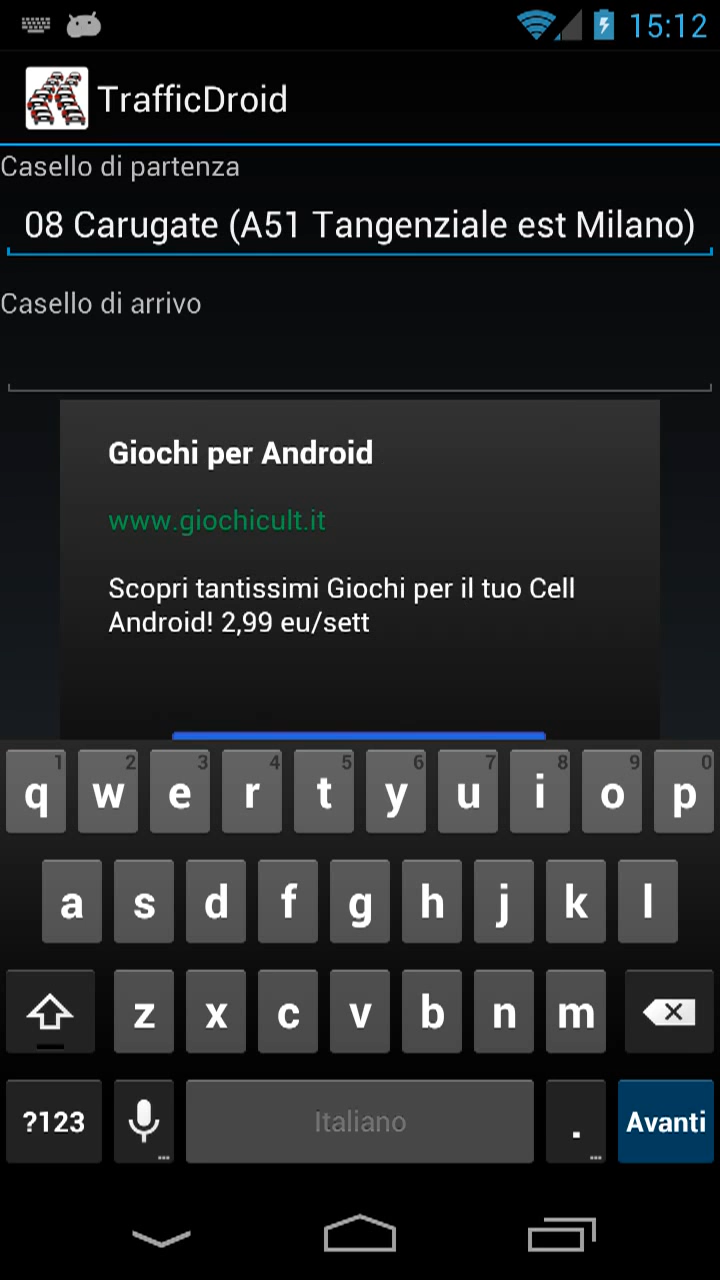 15:12
TrafficDroid
Casello di partenza
08 Carugate (A51 Tangenziale est Milano)
Casello di arrivo
Giochi per Android
www.giochicult.it
Scopri tantissimi Giochi per il tuo Cell
Android! 2,99 eu/sett
1 2 3 4 5 6 7 8 9 0
q w e r t y u i o p
a s d f g h j k l
z x c v b n m
?123 Italiano . Avanti